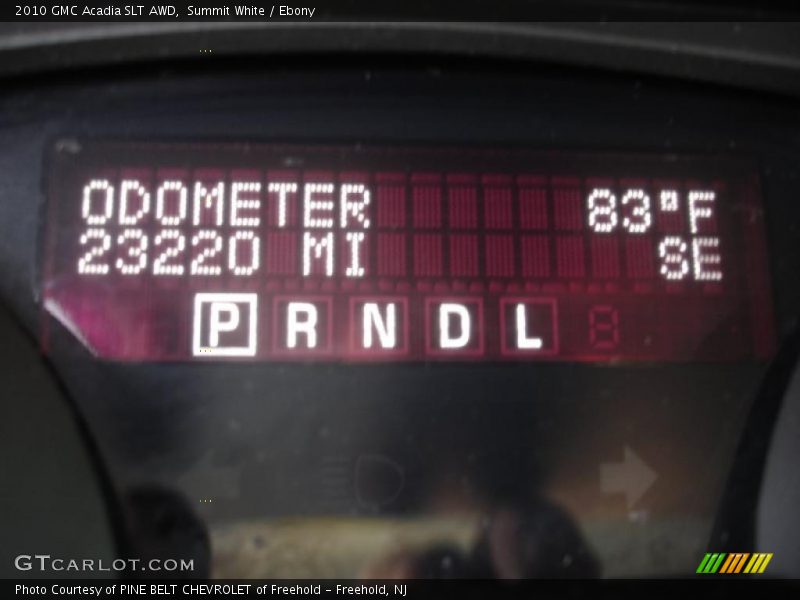 2010 GMC Acadia SLT AWD, Summit White / Ebony
ODOMETER 83°F
23220 MI SE
P R N D L 8
GTCARLOT.COM
Photo Courtesy of PINE BELT CHEVROLET of Freehold - Freehold, NJ